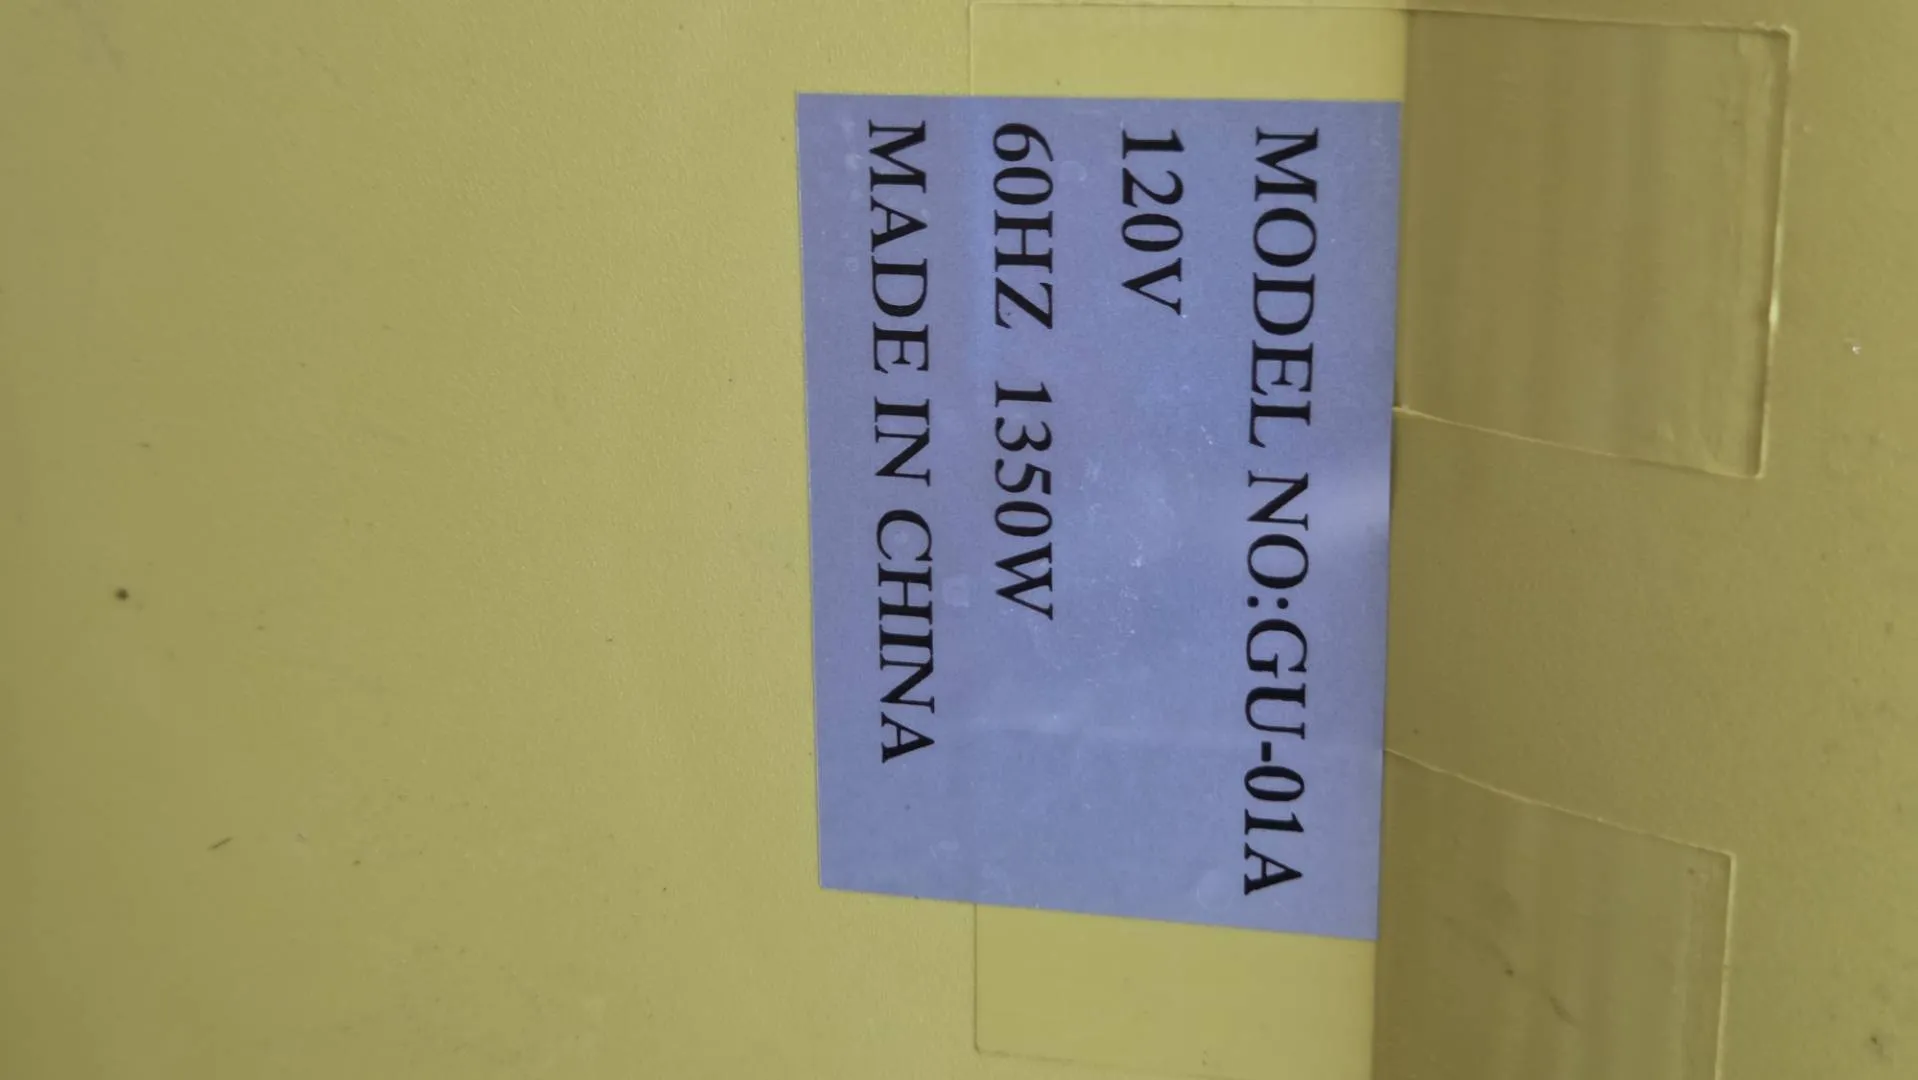 MODEL NO:GU-01A
120V
60HZ 1350W
MADE IN CHINA